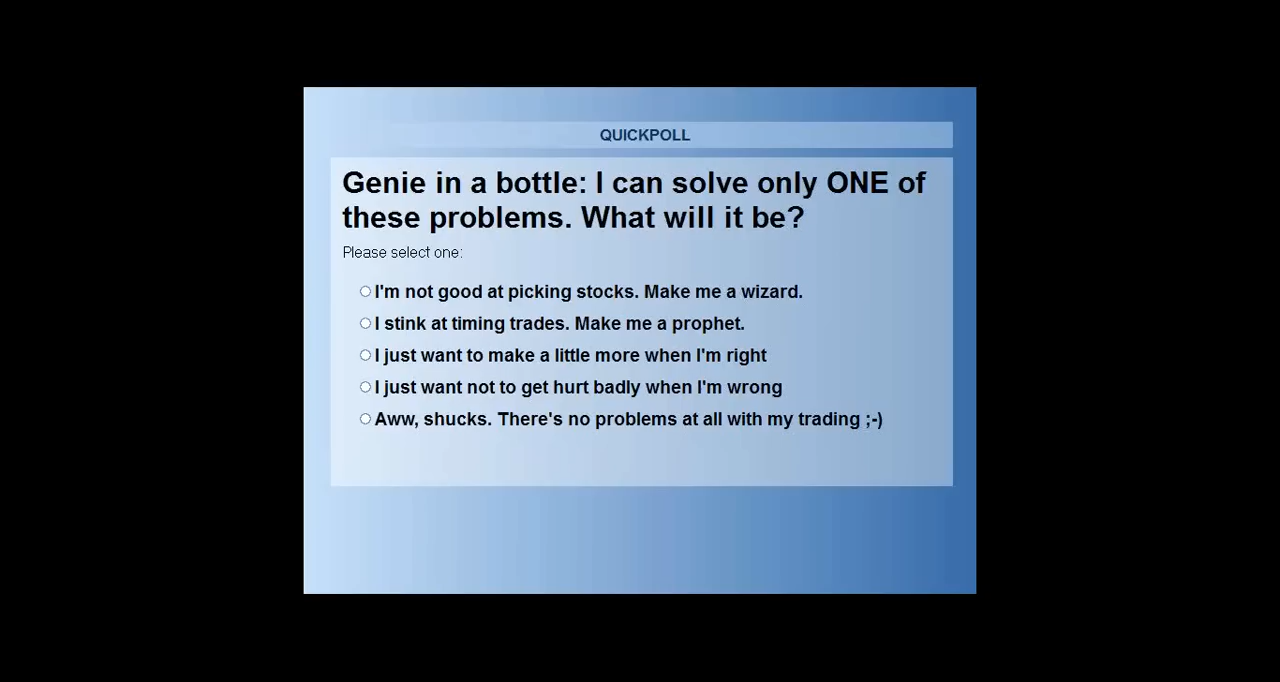 QUICKPOLL
Genie in a bottle: I can solve only ONE of
these problems. What will it be?
Please select one:
I'm not good at picking stocks. Make me a wizard.
I stink at timing trades. Make me a prophet.
I just want to make a little more when I'm right
I just want not to get hurt badly when I'm wrong
Aww, shucks. There's no problems at all with my trading ;-)